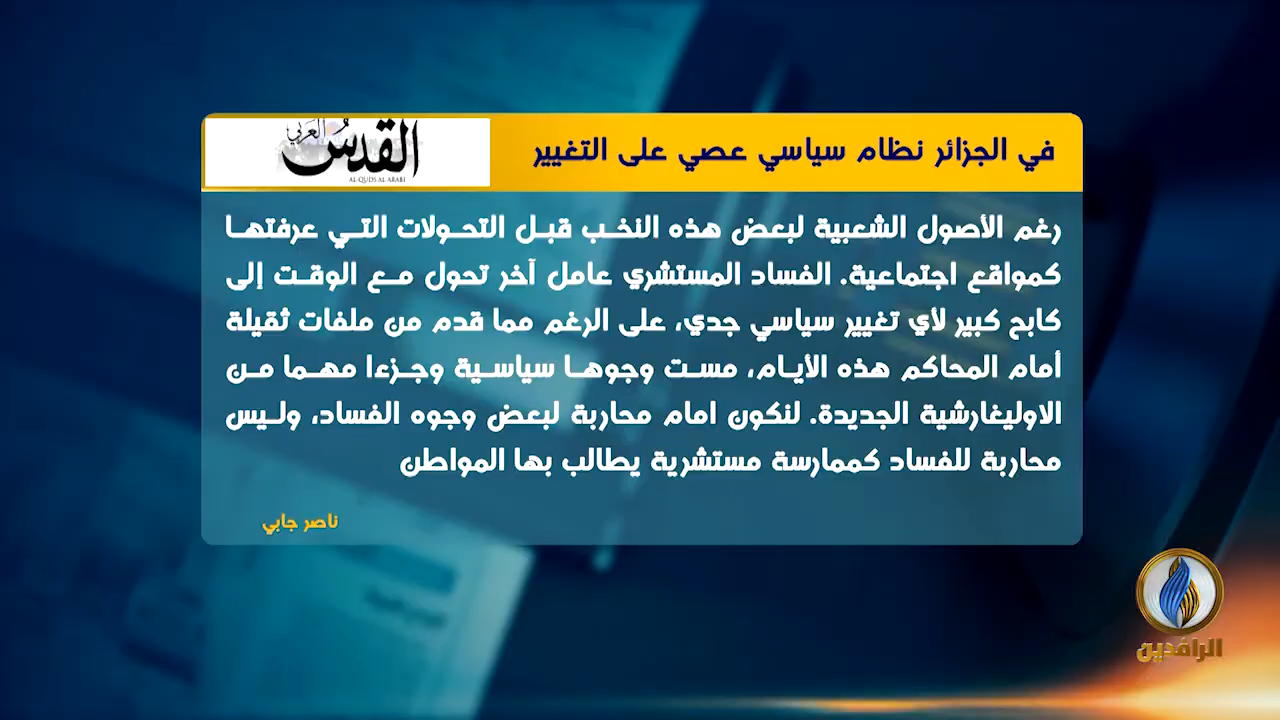 في الجزائر نظام سياسي عصي على التغيير
القدس العربي
AL-QUDS AL-ARABI
رغم الأصول الشعبية لبعض هذه النخب قبل التحولات التي عرفتها
كمواقع اجتماعية. الفساد المستشري عامل آخر تحول مع الوقت إلى
كابح كبير لأي تغيير سياسي جدي، على الرغم مما قدم من ملفات ثقيلة
أمام المحاكم هذه الأيام، مست وجوها سياسية وجزءا مهما من
الاوليغارشية الجديدة. لنكون امام محاربة لبعض وجوه الفساد، وليس
محاربة للفساد كممارسة مستشرية يطالب بها المواطن
ناصر جابي
الرافدين